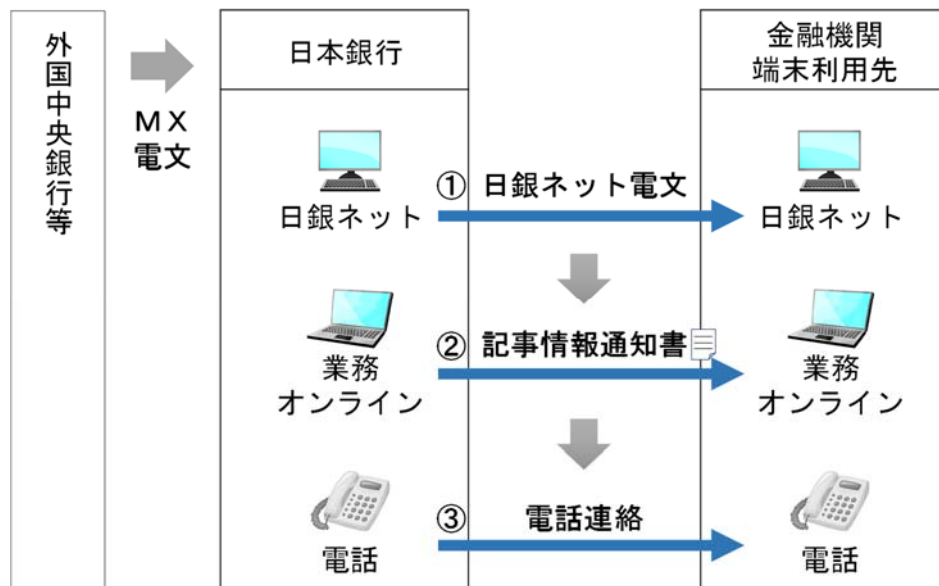 外国中央銀行等
ＭＸ
電文
日本銀行
金融機関
端末利用先
日銀ネット
① 日銀ネット電文
日銀ネット
業務
オンライン
② 記事情報通知書
業務
オンライン
電話
③ 電話連絡
電話